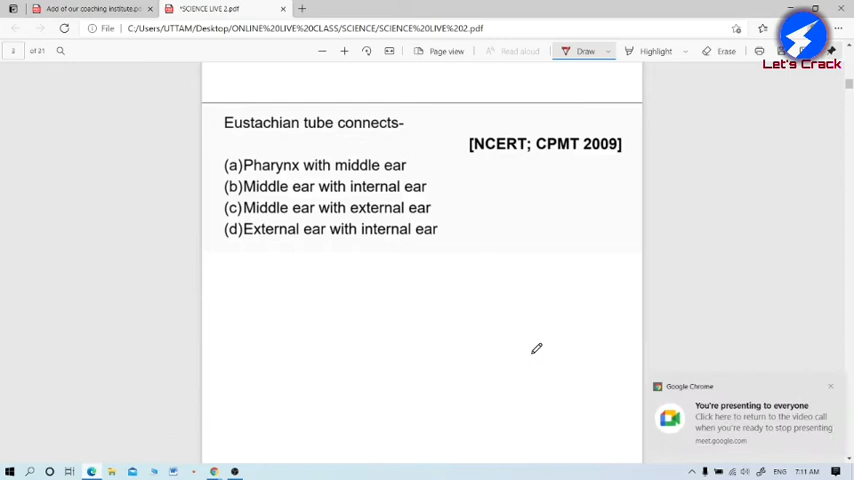 Add of our coaching institute.pdf
*SCIENCE LIVE 2.pdf
File
C:/Users/UTTAM/Desktop/ONLINE%20LIVE%20CLASS/SCIENCE/SCIENCE%20LIVE%202.pdf
2 of 21
Page view
Read aloud
Draw
Highlight
Erase
Let's Crack
Eustachian tube connects-
[NCERT; CPMT 2009]
(a)Pharynx with middle ear
(b)Middle ear with internal ear
(c)Middle ear with external ear
(d)External ear with internal ear
Google Chrome
You're presenting to everyone
Click here to return to the video call
when you're ready to stop presenting
meet.google.com
ENG
7:11 AM